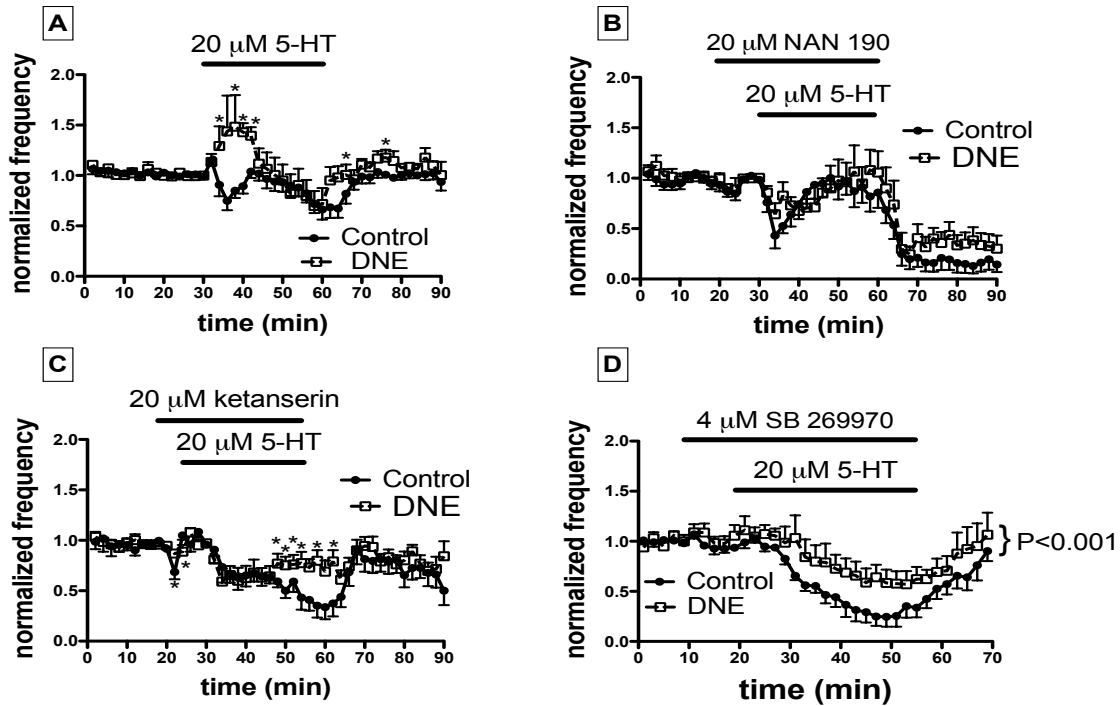 A
20 μM 5-HT
normalized frequency
2.0
1.5
1.0
0.5
0.0
0 10 20 30 40 50 60 70 80 90
time (min)
Control
DNE
* * * * * *
B
20 μM NAN 190
20 μM 5-HT
Control
DNE
normalized frequency
2.0
1.5
1.0
0.5
0.0
0 10 20 30 40 50 60 70 80 90
time (min)
C
20 μM ketanserin
20 μM 5-HT
Control
DNE
normalized frequency
2.0
1.5
1.0
0.5
0.0
0 10 20 30 40 50 60 70 80 90
time (min)
* * * * * * * *
D
4 μM SB 269970
20 μM 5-HT
normalized frequency
2.0
1.5
1.0
0.5
0.0
} P<0.001
Control
DNE
0 10 20 30 40 50 60 70
time (min)